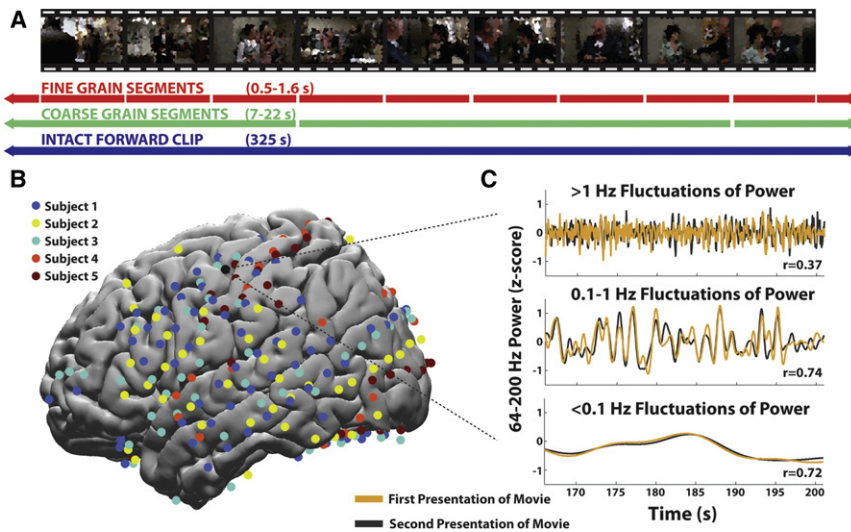 A
FINE GRAIN SEGMENTS (0.5-1.6 s)
COARSE GRAIN SEGMENTS (7-22 s)
INTACT FORWARD CLIP (325 s)
B
Subject 1
Subject 2
Subject 3
Subject 4
Subject 5
C
>1 Hz Fluctuations of Power
1
0
-1
r=0.37
0.1-1 Hz Fluctuations of Power
1
0
-1
r=0.74
<0.1 Hz Fluctuations of Power
1
0
-1
r=0.72
64-200 Hz Power (z-score)
170 175 180 185 190 195 200
Time (s)
First Presentation of Movie
Second Presentation of Movie